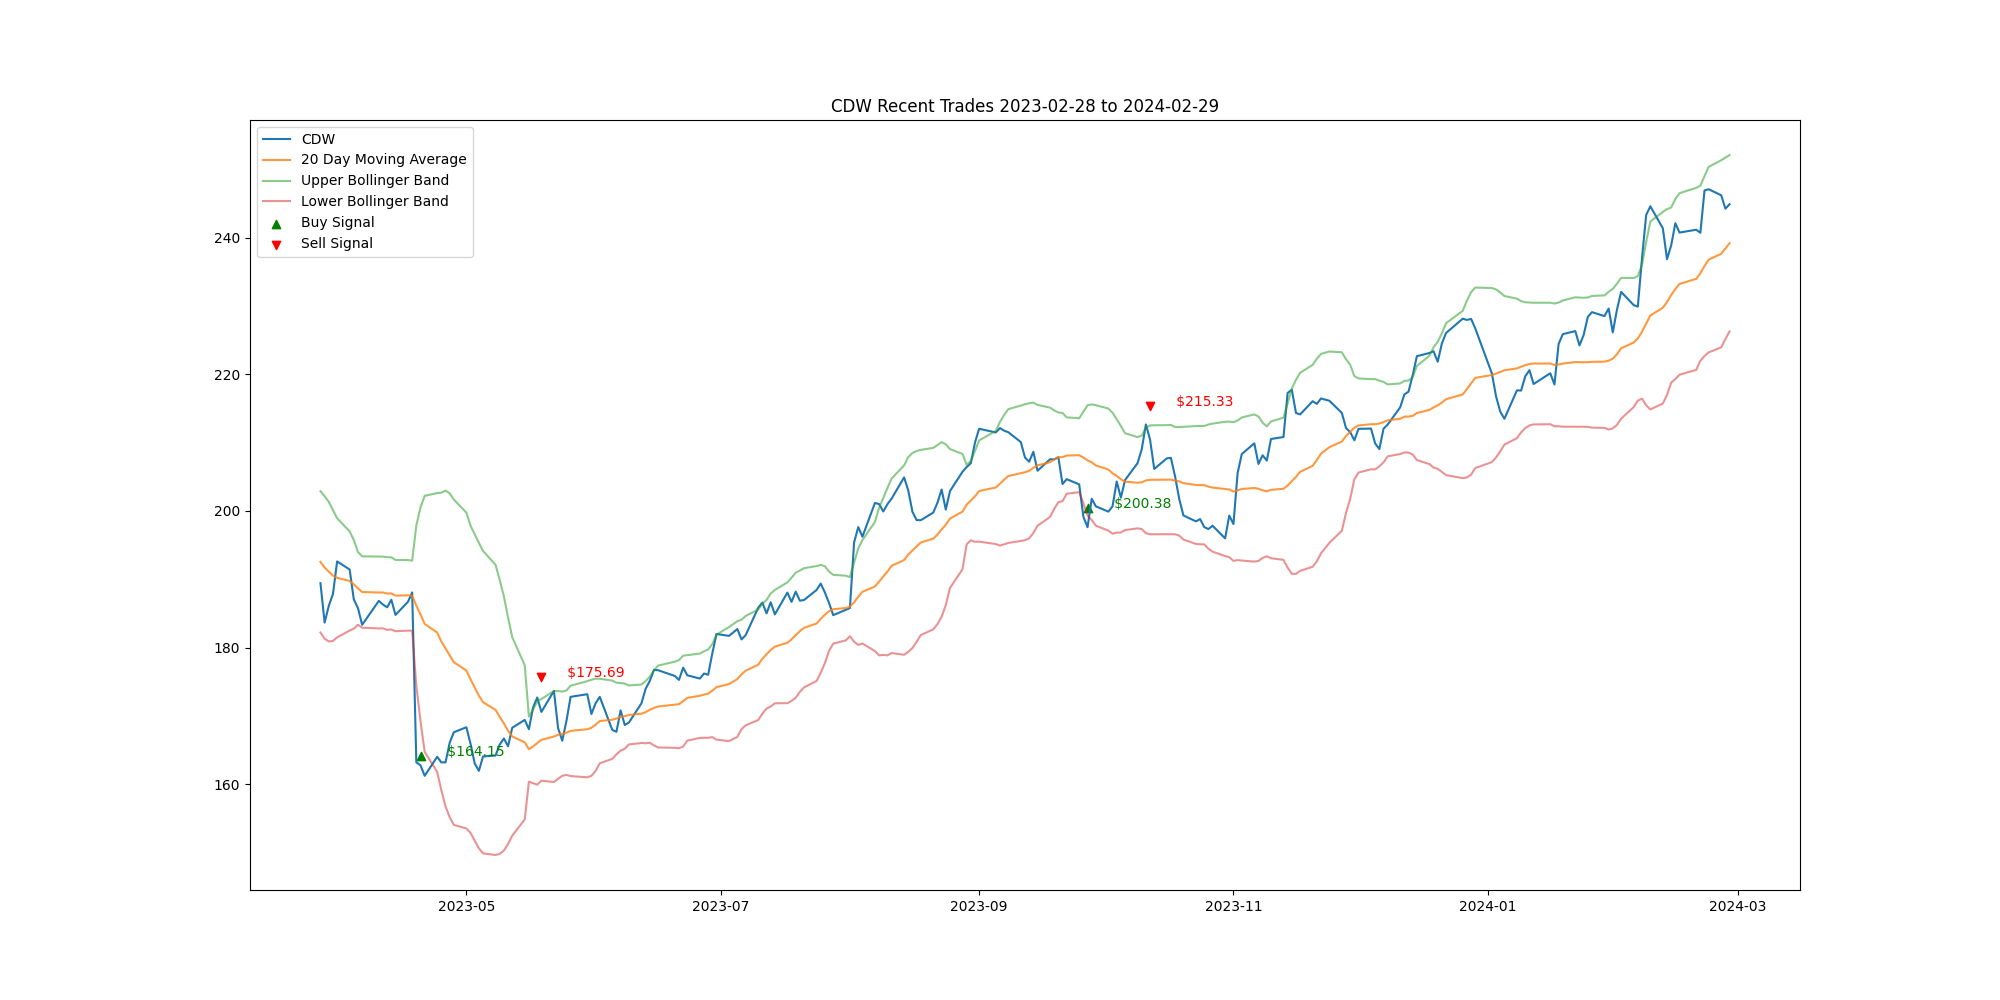 CDW Recent Trades 2023-02-28 to 2024-02-29
CDW
20 Day Moving Average
Upper Bollinger Band
Lower Bollinger Band
Buy Signal
Sell Signal
240
220
200
180
160
$215.33
$200.38
$175.69
$164.15
2023-05
2023-07
2023-09
2023-11
2024-01
2024-03